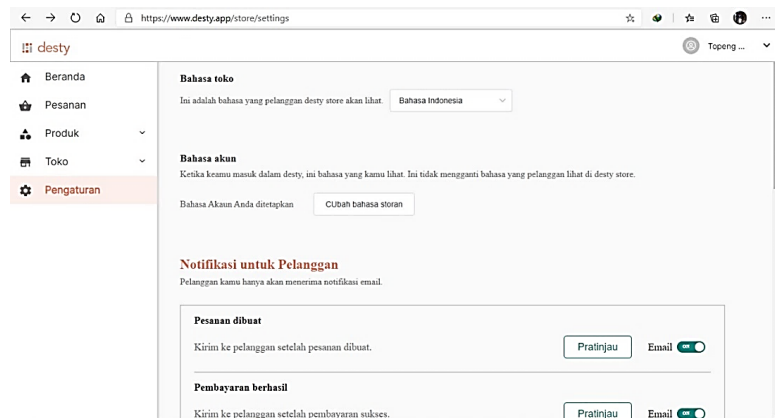 https://www.desty.app/store/settings
desty
Topeng ...
Beranda
Pesanan
Produk
Toko
Pengaturan
Bahasa toko
Ini adalah bahasa yang pelanggan desty store akan lihat. Bahasa Indonesia
Bahasa akun
Ketika keamu masuk dalam desty, ini bahasa yang kamu lihat. Ini tidak mengganti bahasa yang pelanggan lihat di desty store.
Bahasa Akaun Anda ditetapkan CUbah bahasa storan
Notifikasi untuk Pelanggan
Pelanggan kamu hanya akan menerima notifikasi email.
Pesanan dibuat
Kirim ke pelanggan setelah pesanan dibuat. Pratinjau Email ON
Pembayaran berhasil
Kirim ke pelanggan setelah pembayaran sukses. Pratinjau Email ON